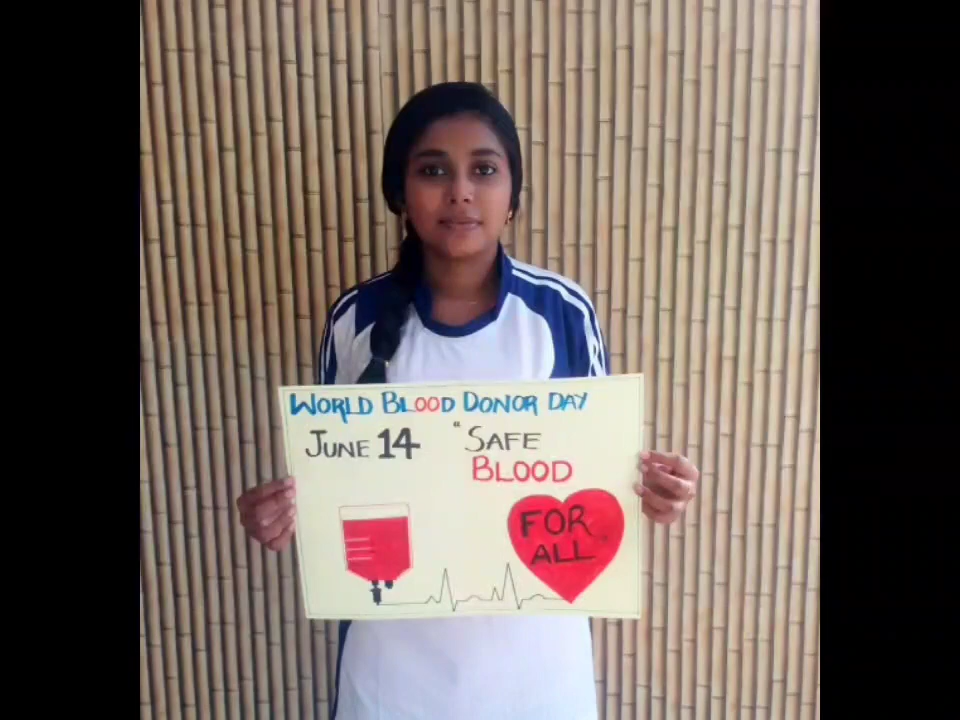 WORLD BLOOD DONOR DAY
JUNE 14 "SAFE
BLOOD
FOR
ALL